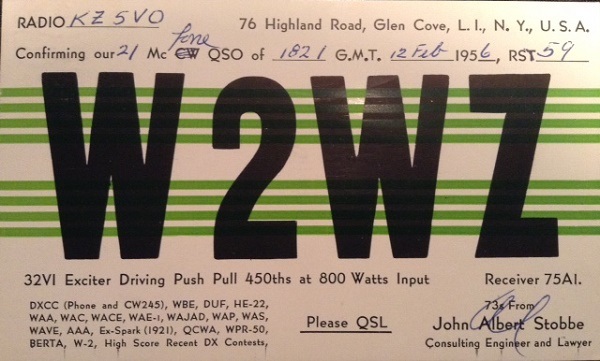 RADIO KZ5VO 76 Highland Road, Glen Cove, L. I., N. Y., U. S. A.
Fone
Confirming our 21 Mc CW QSO of 1821 G.M.T. 12 Feb 1956, RST 59
W2WZ
32V1 Exciter Driving Push Pull 450ths at 800 Watts Input Receiver 75A1.
DXCC (Phone and CW245), WBE, DUF, HE-22,
WAA, WAC, WACE, WAE-1, WAJAD, WAP, WAS,
WAVE, AAA, Ex-Spark (1921), QCWA, WPR-50,
BERTA, W-2, High Score Recent DX Contests,
Please QSL
73s From
John Albert Stobbe
Consulting Engineer and Lawyer